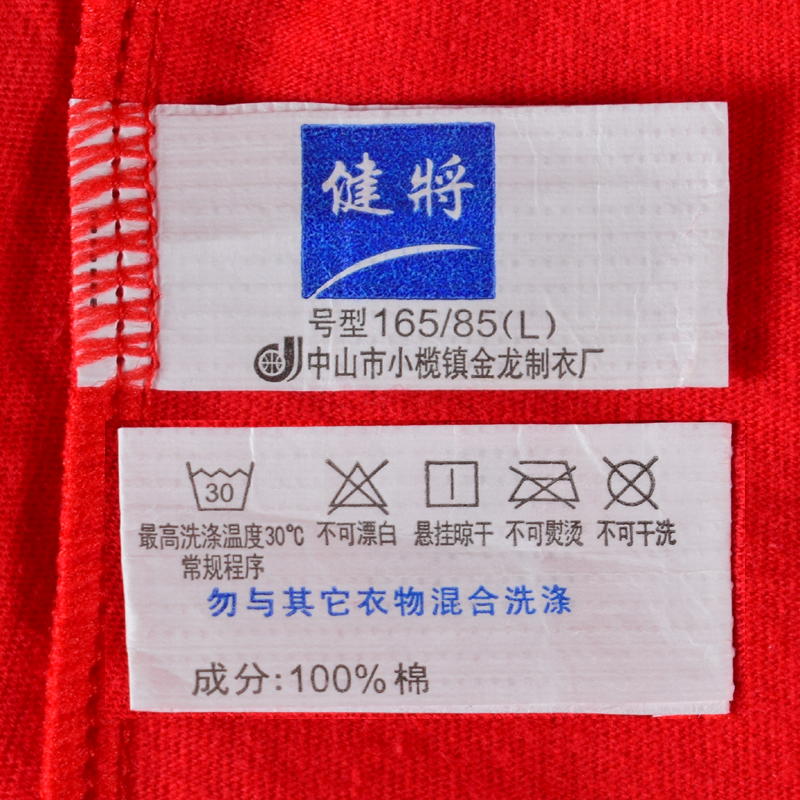 健將
号型165/85(L)
中山市小榄镇金龙制衣厂
30
最高洗涤温度30℃ 不可漂白 悬挂晾干 不可熨烫 不可干洗
常规程序
勿与其它衣物混合洗涤
成分:100%棉